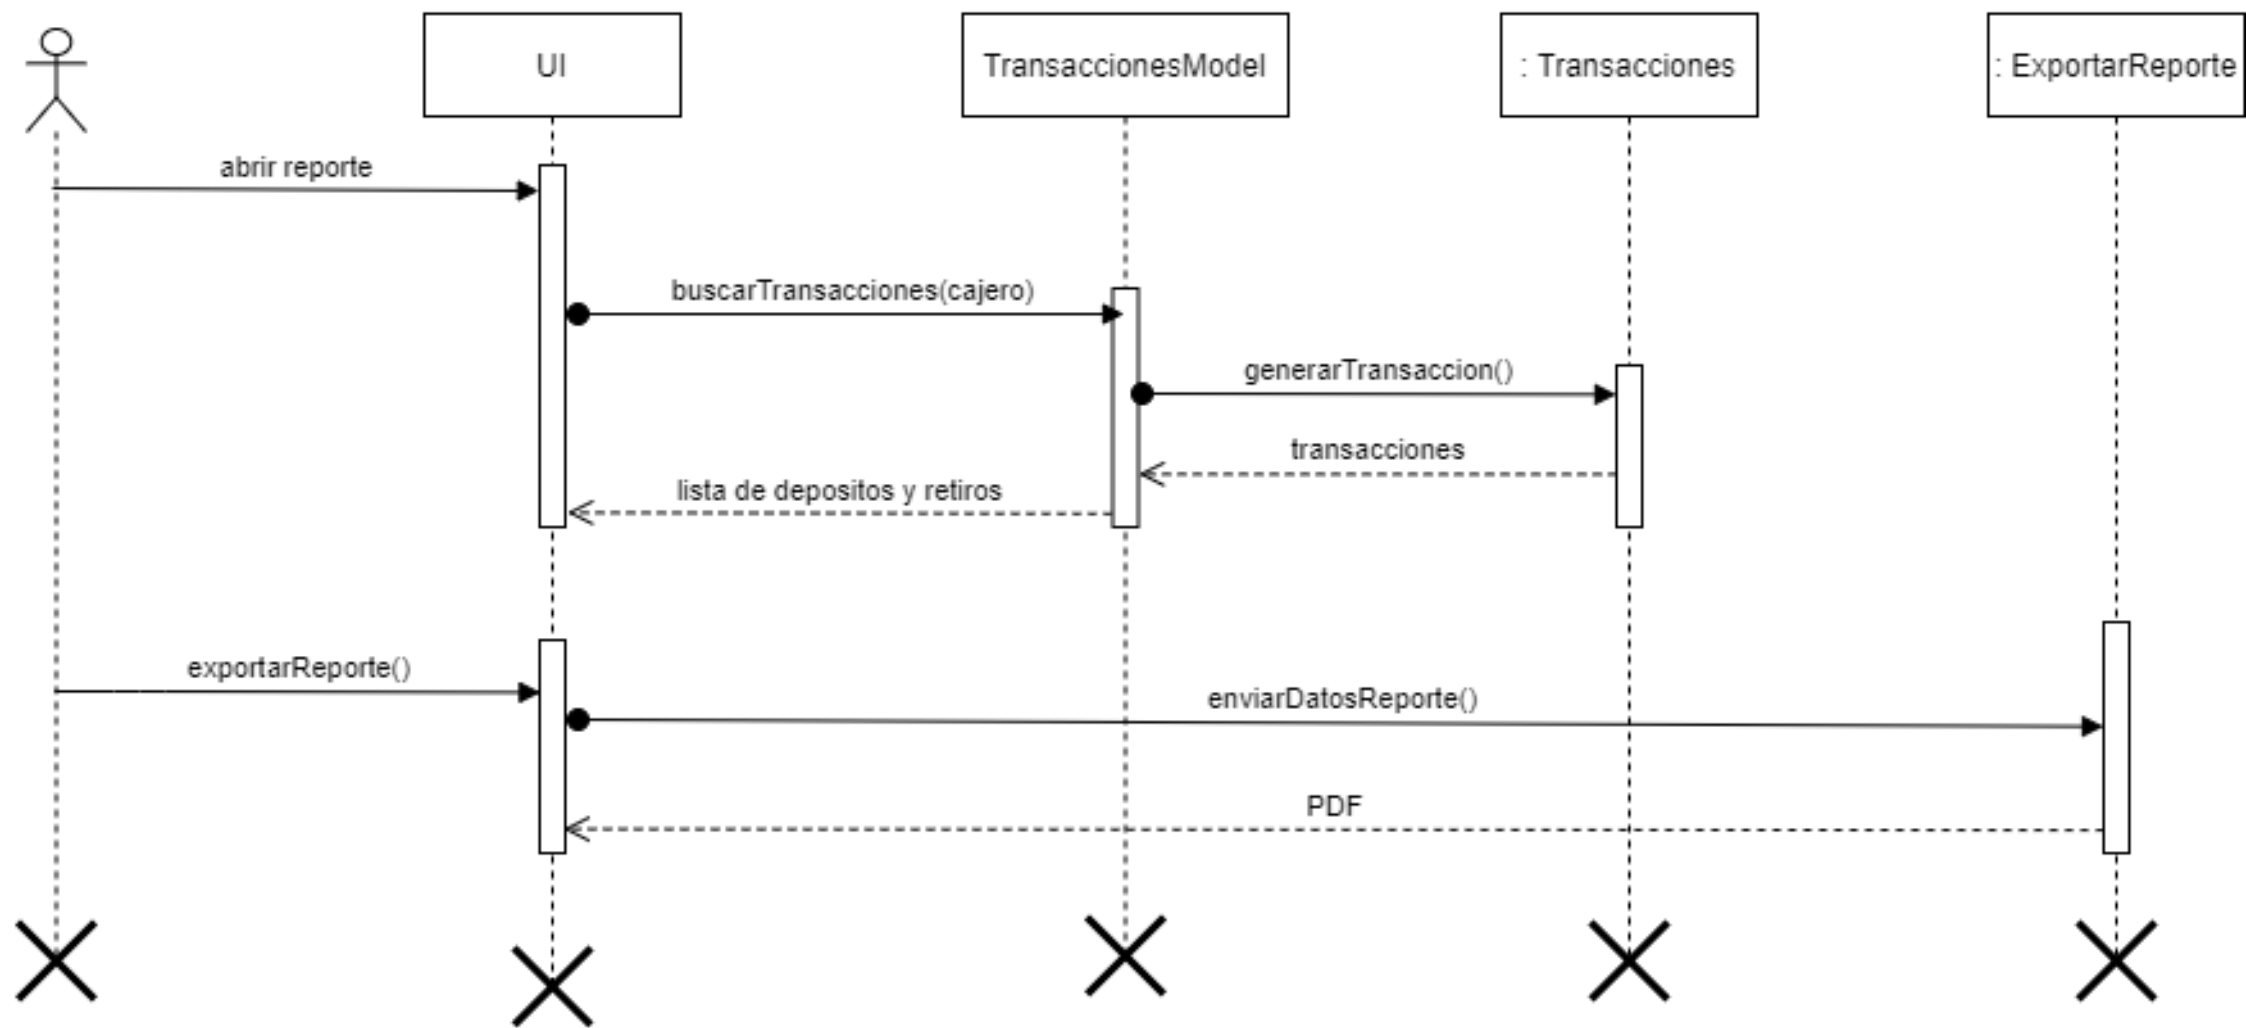 UI
TransaccionesModel
: Transacciones
: ExportarReporte
abrir reporte
buscarTransacciones(cajero)
generarTransaccion()
transacciones
lista de depositos y retiros
exportarReporte()
enviarDatosReporte()
PDF